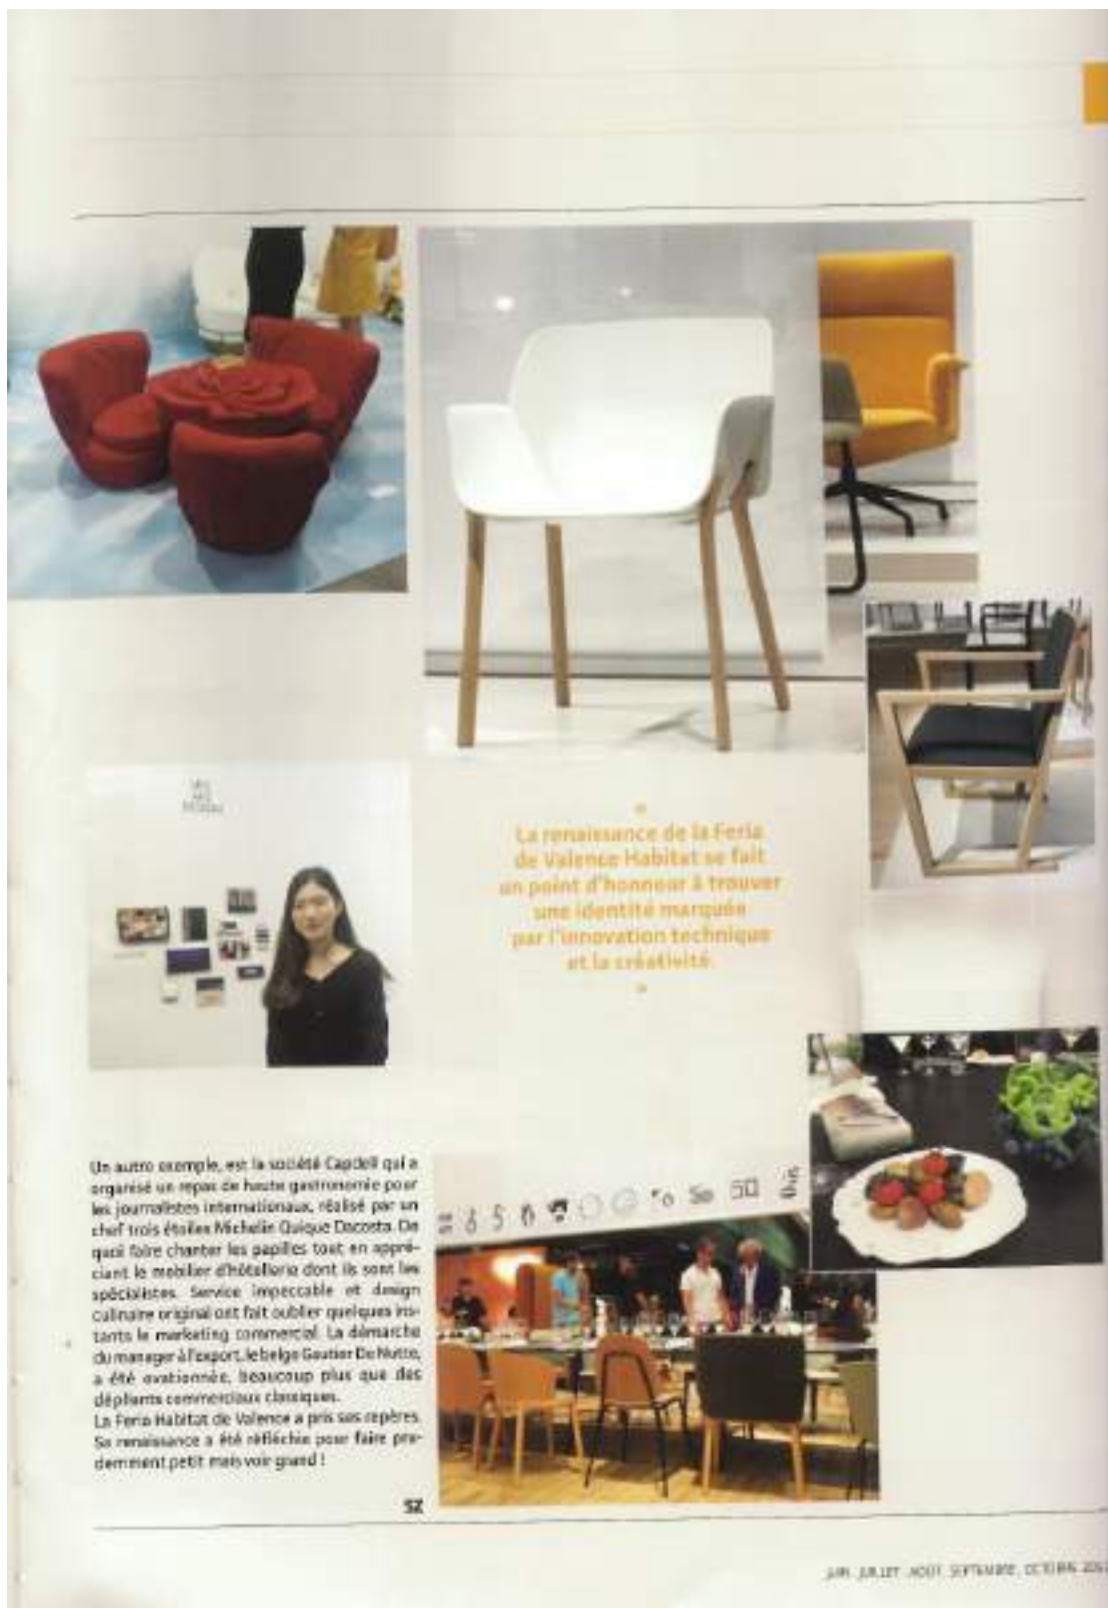 La renaissance de la Feria
de Valence Habitat se fait
un point d'honneur à trouver
une identité marquée
par l'innovation technique
et la créativité.
Un autre exemple, est la société Capdell qui a
organisé un repas de haute gastronomie pour
les journalistes internationaux, réalisé par un
chef trois étoiles Michelin Quique Dacosta. De
quoi faire chanter les papilles tout en appré-
ciant le mobilier d'hôtellerie dont ils sont les
spécialistes. Service impeccable et design
culinaire original ont fait oublier quelques ins-
tants le marketing commercial. La démarche
du manager à l'export, le belge Gautier De Nutte,
a été ovationnée, beaucoup plus que des
dépliants commerciaux classiques.
La Feria Habitat de Valence a pris ses repères.
Sa renaissance a été réfléchie pour faire pru-
demment petit mais voir grand !
SZ
JUIN, JUILLET, AOÛT, SEPTEMBRE, OCTOBRE